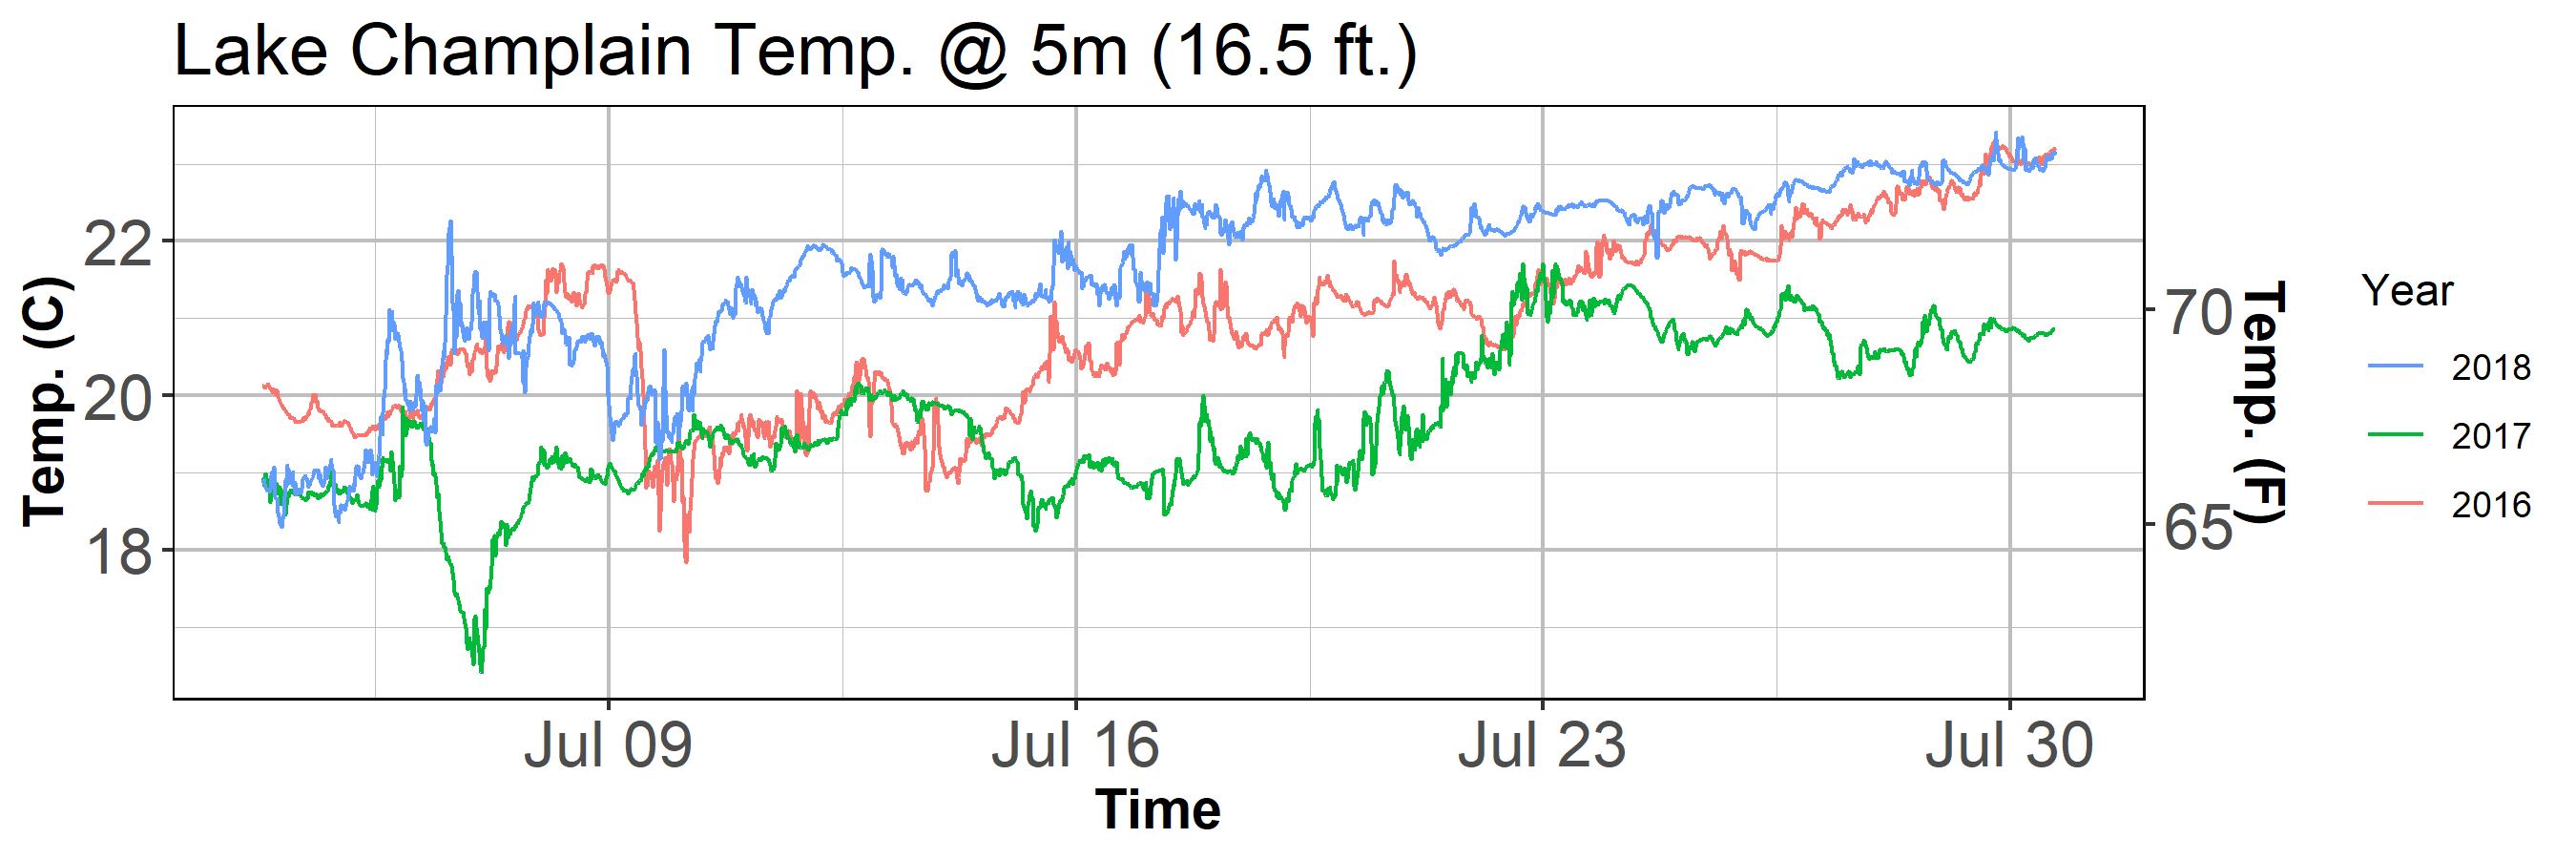 Lake Champlain Temp. @ 5m (16.5 ft.)
Temp. (C)
22
20
18
70
65
Temp. (F)
Jul 09
Jul 16
Jul 23
Jul 30
Time
Year
2018
2017
2016